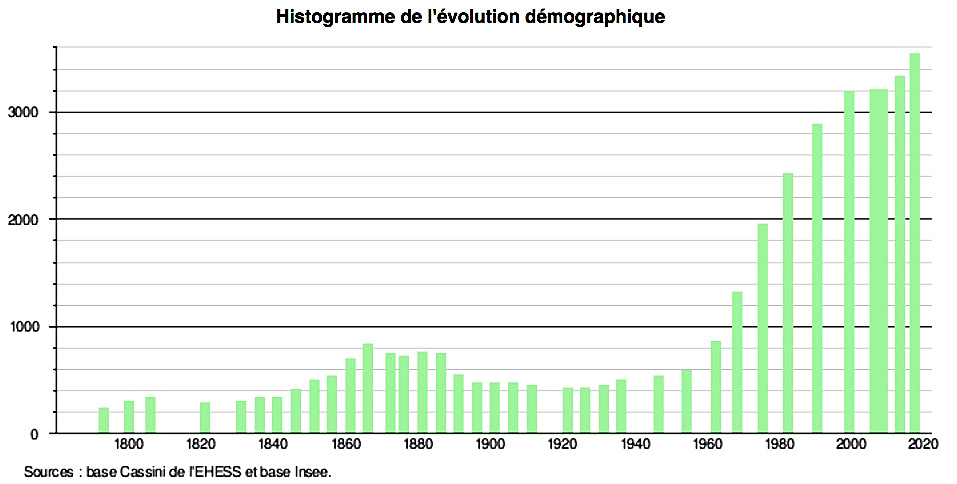 Histogramme de l'évolution démographique
3000
2000
1000
0
1800 1820 1840 1860 1880 1900 1920 1940 1960 1980 2000 2020
Sources : base Cassini de l'EHESS et base Insee.